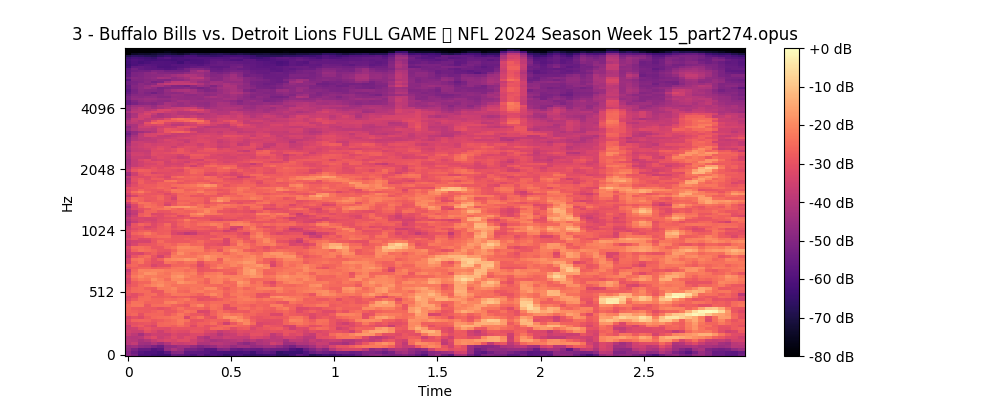 3 - Buffalo Bills vs. Detroit Lions FULL GAME ▯ NFL 2024 Season Week 15_part274.opus
Hz
4096
2048
1024
512
0
0
0.5
1
1.5
2
2.5
Time
+0 dB
-10 dB
-20 dB
-30 dB
-40 dB
-50 dB
-60 dB
-70 dB
-80 dB